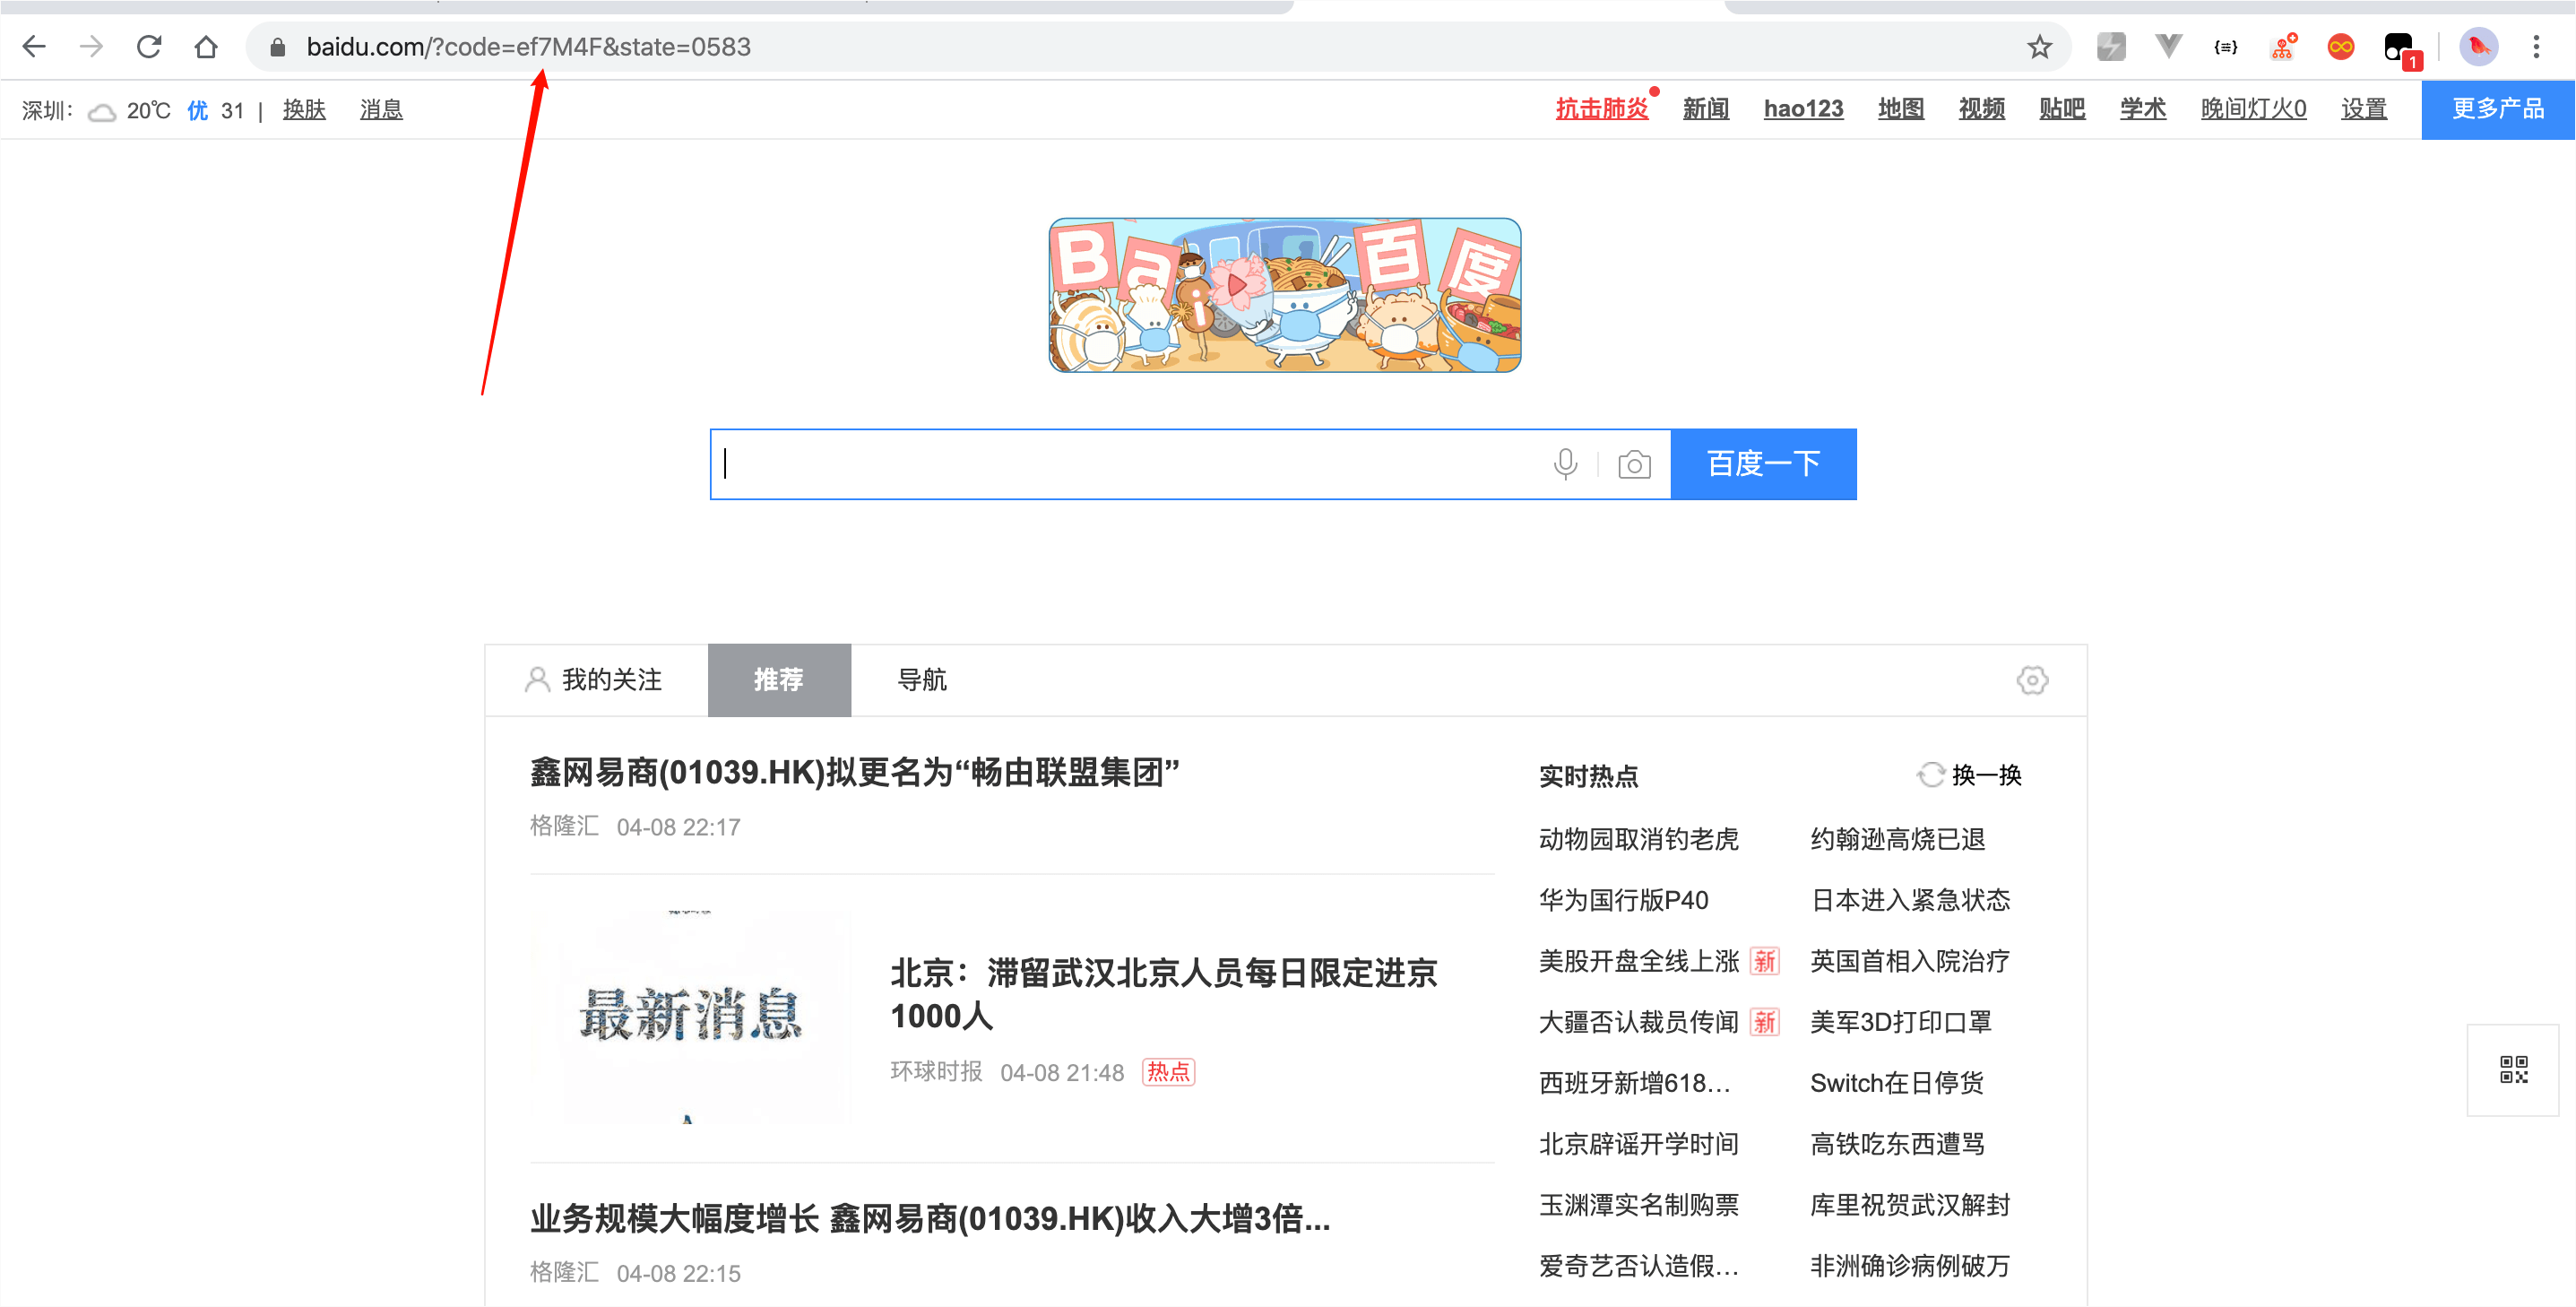 baidu.com/?code=ef7M4F&state=0583
1
深圳： 20℃ 优 31 | 换肤 消息
抗击肺炎 新闻 hao123 地图 视频 贴吧 学术 晚间灯火0 设置 更多产品
Bai百度
百度一下
我的关注 推荐 导航
鑫网易商(01039.HK)拟更名为“畅由联盟集团”
格隆汇 04-08 22:17
最新消息
北京：滞留武汉北京人员每日限定进京
1000人
环球时报 04-08 21:48 热点
业务规模大幅度增长 鑫网易商(01039.HK)收入大增3倍...
格隆汇 04-08 22:15
实时热点 换一换
动物园取消钓老虎 约翰逊高烧已退
华为国行版P40 日本进入紧急状态
美股开盘全线上涨 新 英国首相入院治疗
大疆否认裁员传闻 新 美军3D打印口罩
西班牙新增618... Switch在日停货
北京辟谣开学时间 高铁吃东西遭骂
玉渊潭实名制购票 库里祝贺武汉解封
爱奇艺否认造假... 非洲确诊病例破万